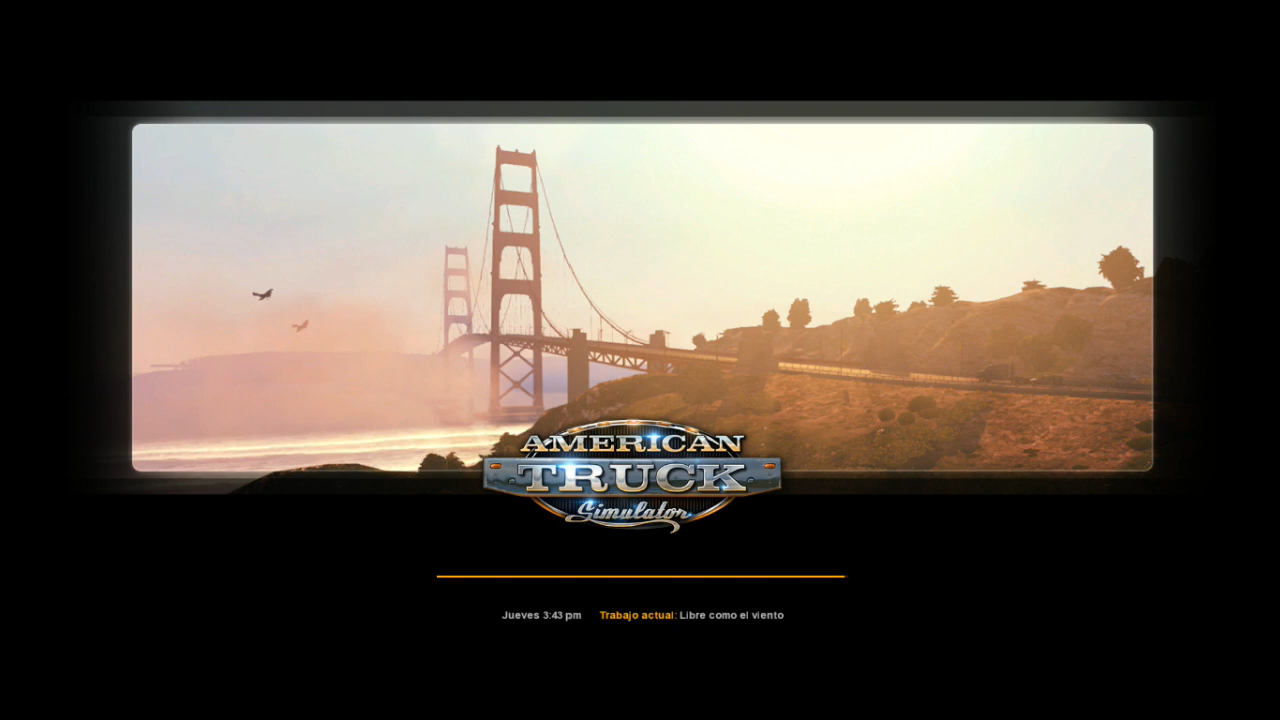 AMERICAN
TRUCK
Simulator
Jueves 3:43 pm Trabajo actual: Libre como el viento